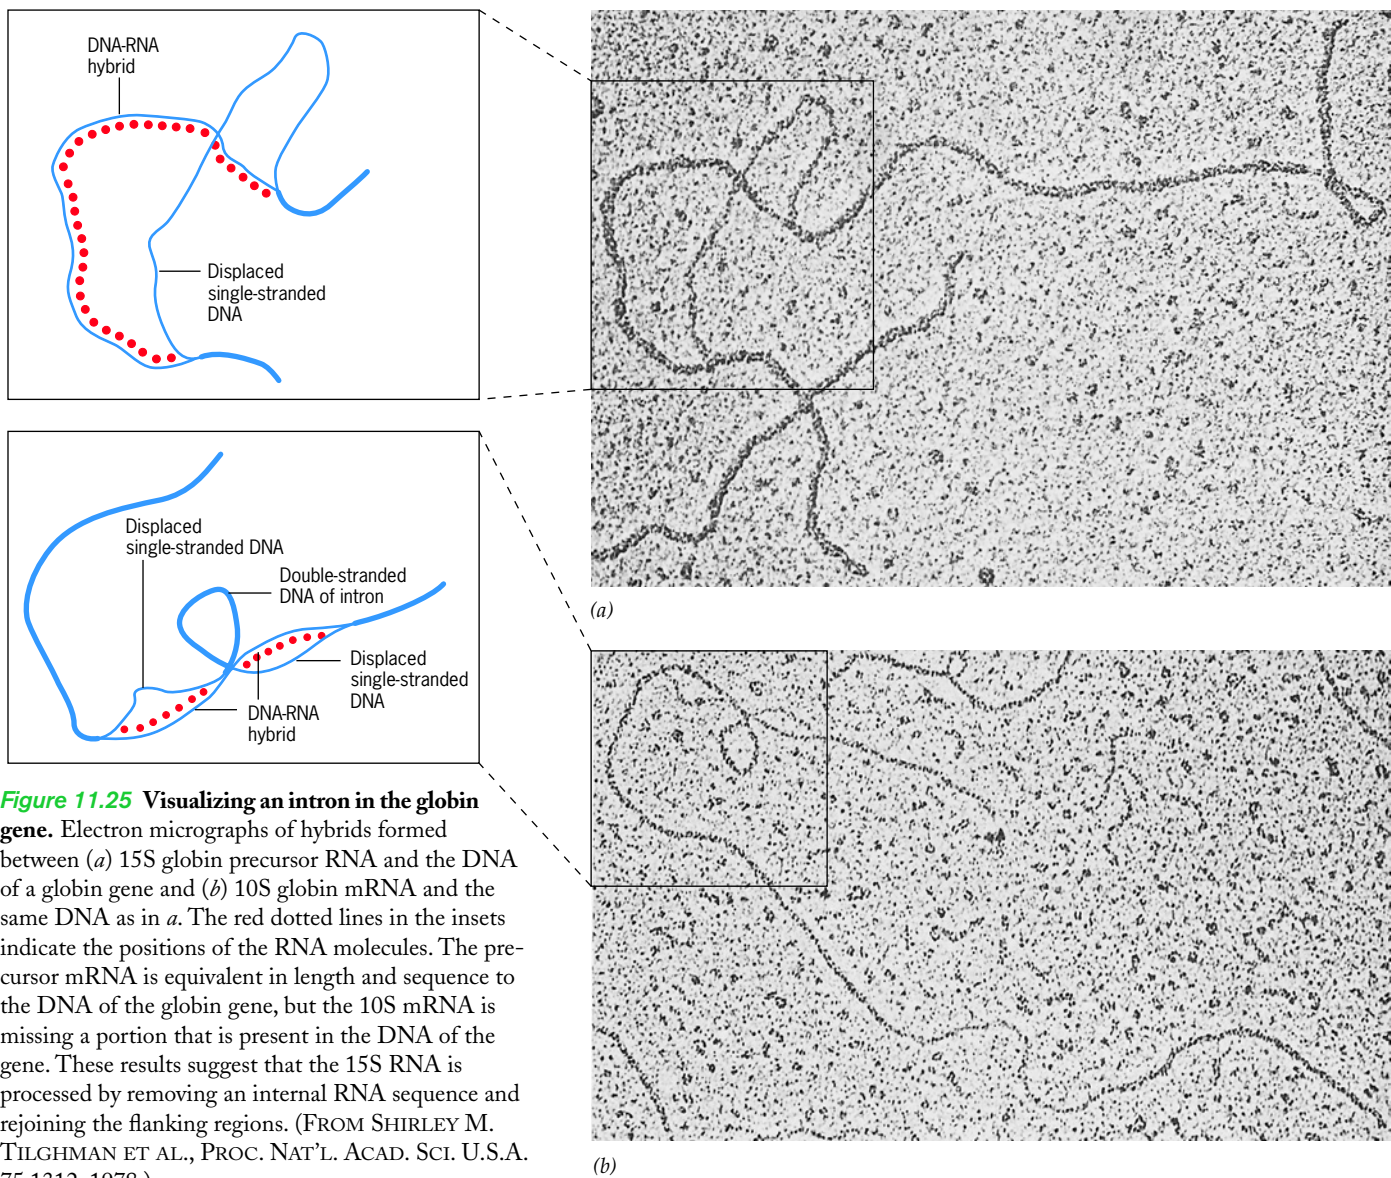 DNA-RNA
hybrid
Displaced
single-stranded
DNA
Displaced
single-stranded DNA
Double-stranded
DNA of intron
Displaced
single-stranded
DNA
DNA-RNA
hybrid
(a)
(b)
Figure 11.25 Visualizing an intron in the globin
gene. Electron micrographs of hybrids formed
between (a) 15S globin precursor RNA and the DNA
of a globin gene and (b) 10S globin mRNA and the
same DNA as in a. The red dotted lines in the insets
indicate the positions of the RNA molecules. The pre-
cursor mRNA is equivalent in length and sequence to
the DNA of the globin gene, but the 10S mRNA is
missing a portion that is present in the DNA of the
gene. These results suggest that the 15S RNA is
processed by removing an internal RNA sequence and
rejoining the flanking regions. (FROM SHIRLEY M.
TILGHMAN ET AL., PROC. NAT'L. ACAD. SCI. U.S.A.